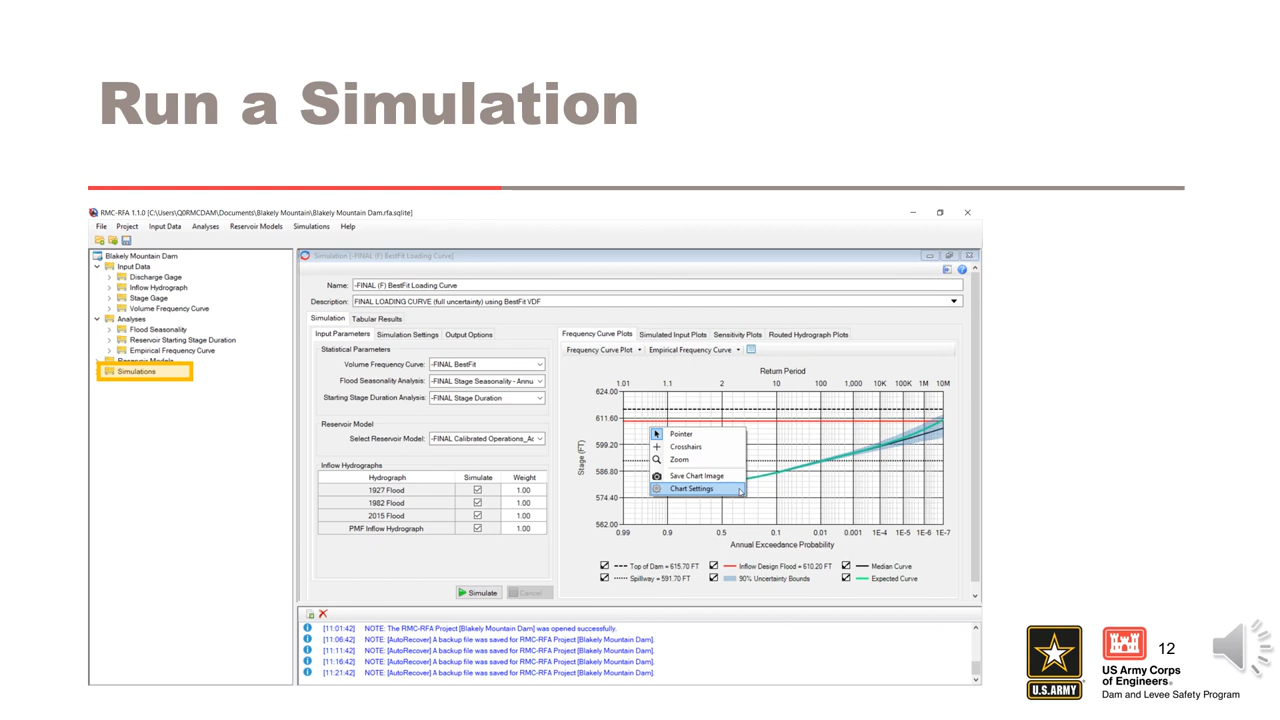 Run a Simulation
RMC-RFA 1.1.0 [C:\Users\Q0RMCDAM\Documents\Blakely Mountain\Blakely Mountain Dam.rfa.sqlite]
File Project Input Data Analyses Reservoir Models Simulations Help
Blakely Mountain Dam
Input Data
Discharge Gage
Inflow Hydrograph
Stage Gage
Volume Frequency Curve
Analyses
Flood Seasonality
Reservoir Starting Stage Duration
Empirical Frequency Curve
Reservoir Models
Simulations
Simulation [-FINAL (F) BestFit Loading Curve]
Name: -FINAL (F) BestFit Loading Curve
Description: FINAL LOADING CURVE (full uncertainty) using BestFit VDF
Simulation Tabular Results
Input Parameters Simulation Settings Output Options
Statistical Parameters
Volume Frequency Curve: -FINAL BestFit
Flood Seasonality Analysis: -FINAL Stage Seasonality - Annu
Starting Stage Duration Analysis: -FINAL Stage Duration
Reservoir Model
Select Reservoir Model: -FINAL Calibrated Operations_Ac
Inflow Hydrographs
Hydrograph Simulate Weight
1927 Flood 1.00
1982 Flood 1.00
2015 Flood 1.00
PMF Inflow Hydrograph 1.00
Simulate Cancel
Frequency Curve Plots Simulated Input Plots Sensitivity Plots Routed Hydrograph Plots
Frequency Curve Plot Empirical Frequency Curve
Return Period
1.01 1.1 2 10 100 1,000 10K 100K 1M 10M
624.00
611.60
599.20
586.80
574.40
562.00
Stage (FT)
Pointer
Crosshairs
Zoom
Save Chart Image
Chart Settings
0.99 0.9 0.5 0.1 0.01 0.001 1E-4 1E-5 1E-6 1E-7
Annual Exceedance Probability
Top of Dam = 615.70 FT Inflow Design Flood = 610.20 FT Median Curve
Spillway = 591.70 FT 90% Uncertainty Bounds Expected Curve
[11:01:42] NOTE: The RMC-RFA Project [Blakely Mountain Dam] was opened successfully.
[11:06:42] NOTE: [AutoRecover] A backup file was saved for RMC-RFA Project [Blakely Mountain Dam].
[11:11:42] NOTE: [AutoRecover] A backup file was saved for RMC-RFA Project [Blakely Mountain Dam].
[11:16:42] NOTE: [AutoRecover] A backup file was saved for RMC-RFA Project [Blakely Mountain Dam].
[11:21:42] NOTE: [AutoRecover] A backup file was saved for RMC-RFA Project [Blakely Mountain Dam].
U.S.ARMY
US Army Corps
of Engineers®
Dam and Levee Safety Program
12